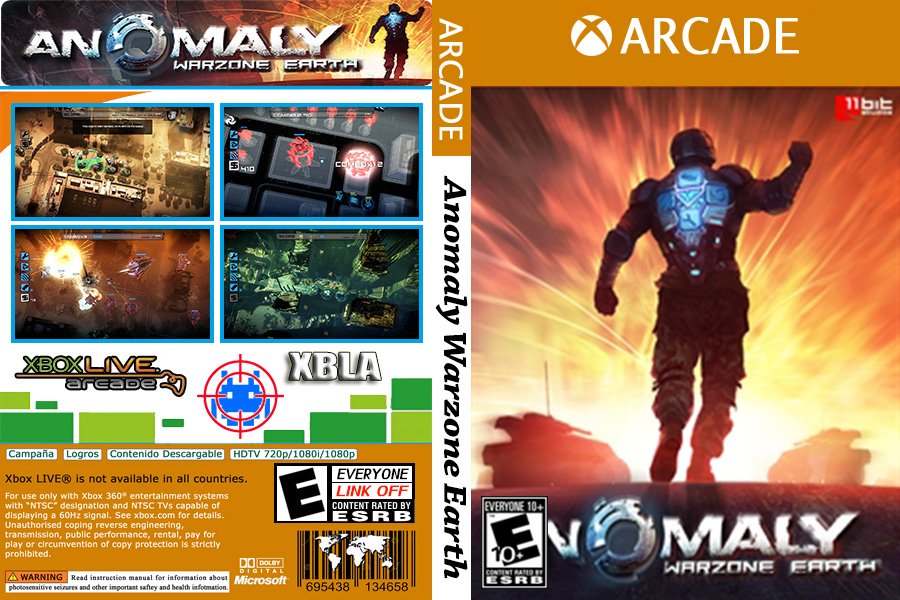 ANOMALY
WARZONE EARTH
410
XBOX LIVE
arcade
XBLA
Campaña
Logros
Contenido Descargable
HDTV 720p/1080i/1080p
Xbox LIVE® is not available in all countries.
For use only with Xbox 360® entertainment systems
with “NTSC” designation and NTSC TVs capable of
displaying a 60Hz signal. See xbox.com for details.
Unauthorised coping reverse engineering,
transmission, public performance, rental, pay for
play or circumvention of copy protection is strictly
prohibited.
WARNING Read instruction manual for information about
photosensitive seizures and other important saftey and health infotmation.
E
EVERYONE
LINK OFF
CONTENT RATED BY
ESRB
DOLBY
DIGITAL
Microsoft
695438 134658
ARCADE
Anomaly Warzone Earth
ARCADE
11bit
studios
EVERYONE 10+
E
10+
CONTENT RATED BY
ESRB
ANOMALY
WARZONE EARTH